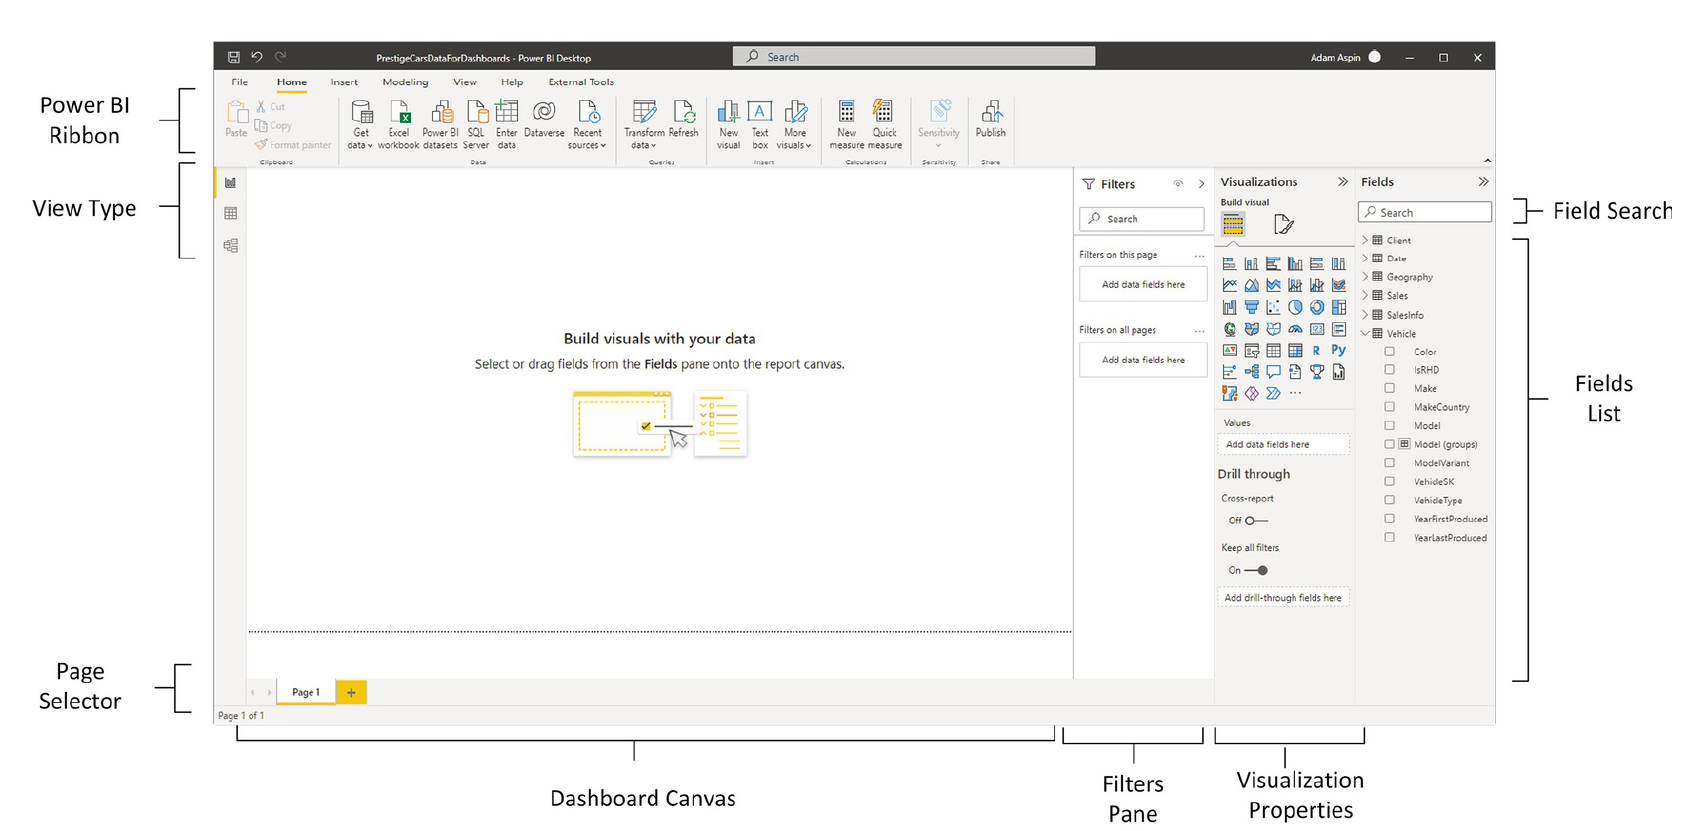 PrestigeCarsDataForDashboards - Power BI Desktop
Search
Adam Aspin
File Home Insert Modeling View Help External Tools
Power BI
Ribbon
Paste
Cut
Copy
Format painter
Clipboard
Get
data
Excel
workbook
Power BI
datasets
SQL
Server
Enter
data
Dataverse
Recent
sources
Data
Transform
data
Refresh
Queries
New
visual
A
Text
box
More
visuals
Insert
New
measure
Quick
measure
Calculations
Sensitivity
Sensitivity
Publish
Share
View Type
Build visuals with your data
Select or drag fields from the Fields pane onto the report canvas.
Filters
Search
Filters on this page ...
Add data fields here
Filters on all pages ...
Add data fields here
Visualizations
Build visual
123
R Py
...
Values
Add data fields here
Drill through
Cross-report
Off
Keep all filters
On
Add drill-through fields here
Fields
Search
Client
Date
Geography
Sales
SalesInfo
Vehicle
Color
IsRHD
Make
MakeCountry
Model
Model (groups)
ModelVariant
VehicleSK
VehicleType
YearFirstProduced
YearLastProduced
Field Search
Fields
List
Page
Selector
Page 1 +
Page 1 of 1
Dashboard Canvas
Filters
Pane
Visualization
Properties